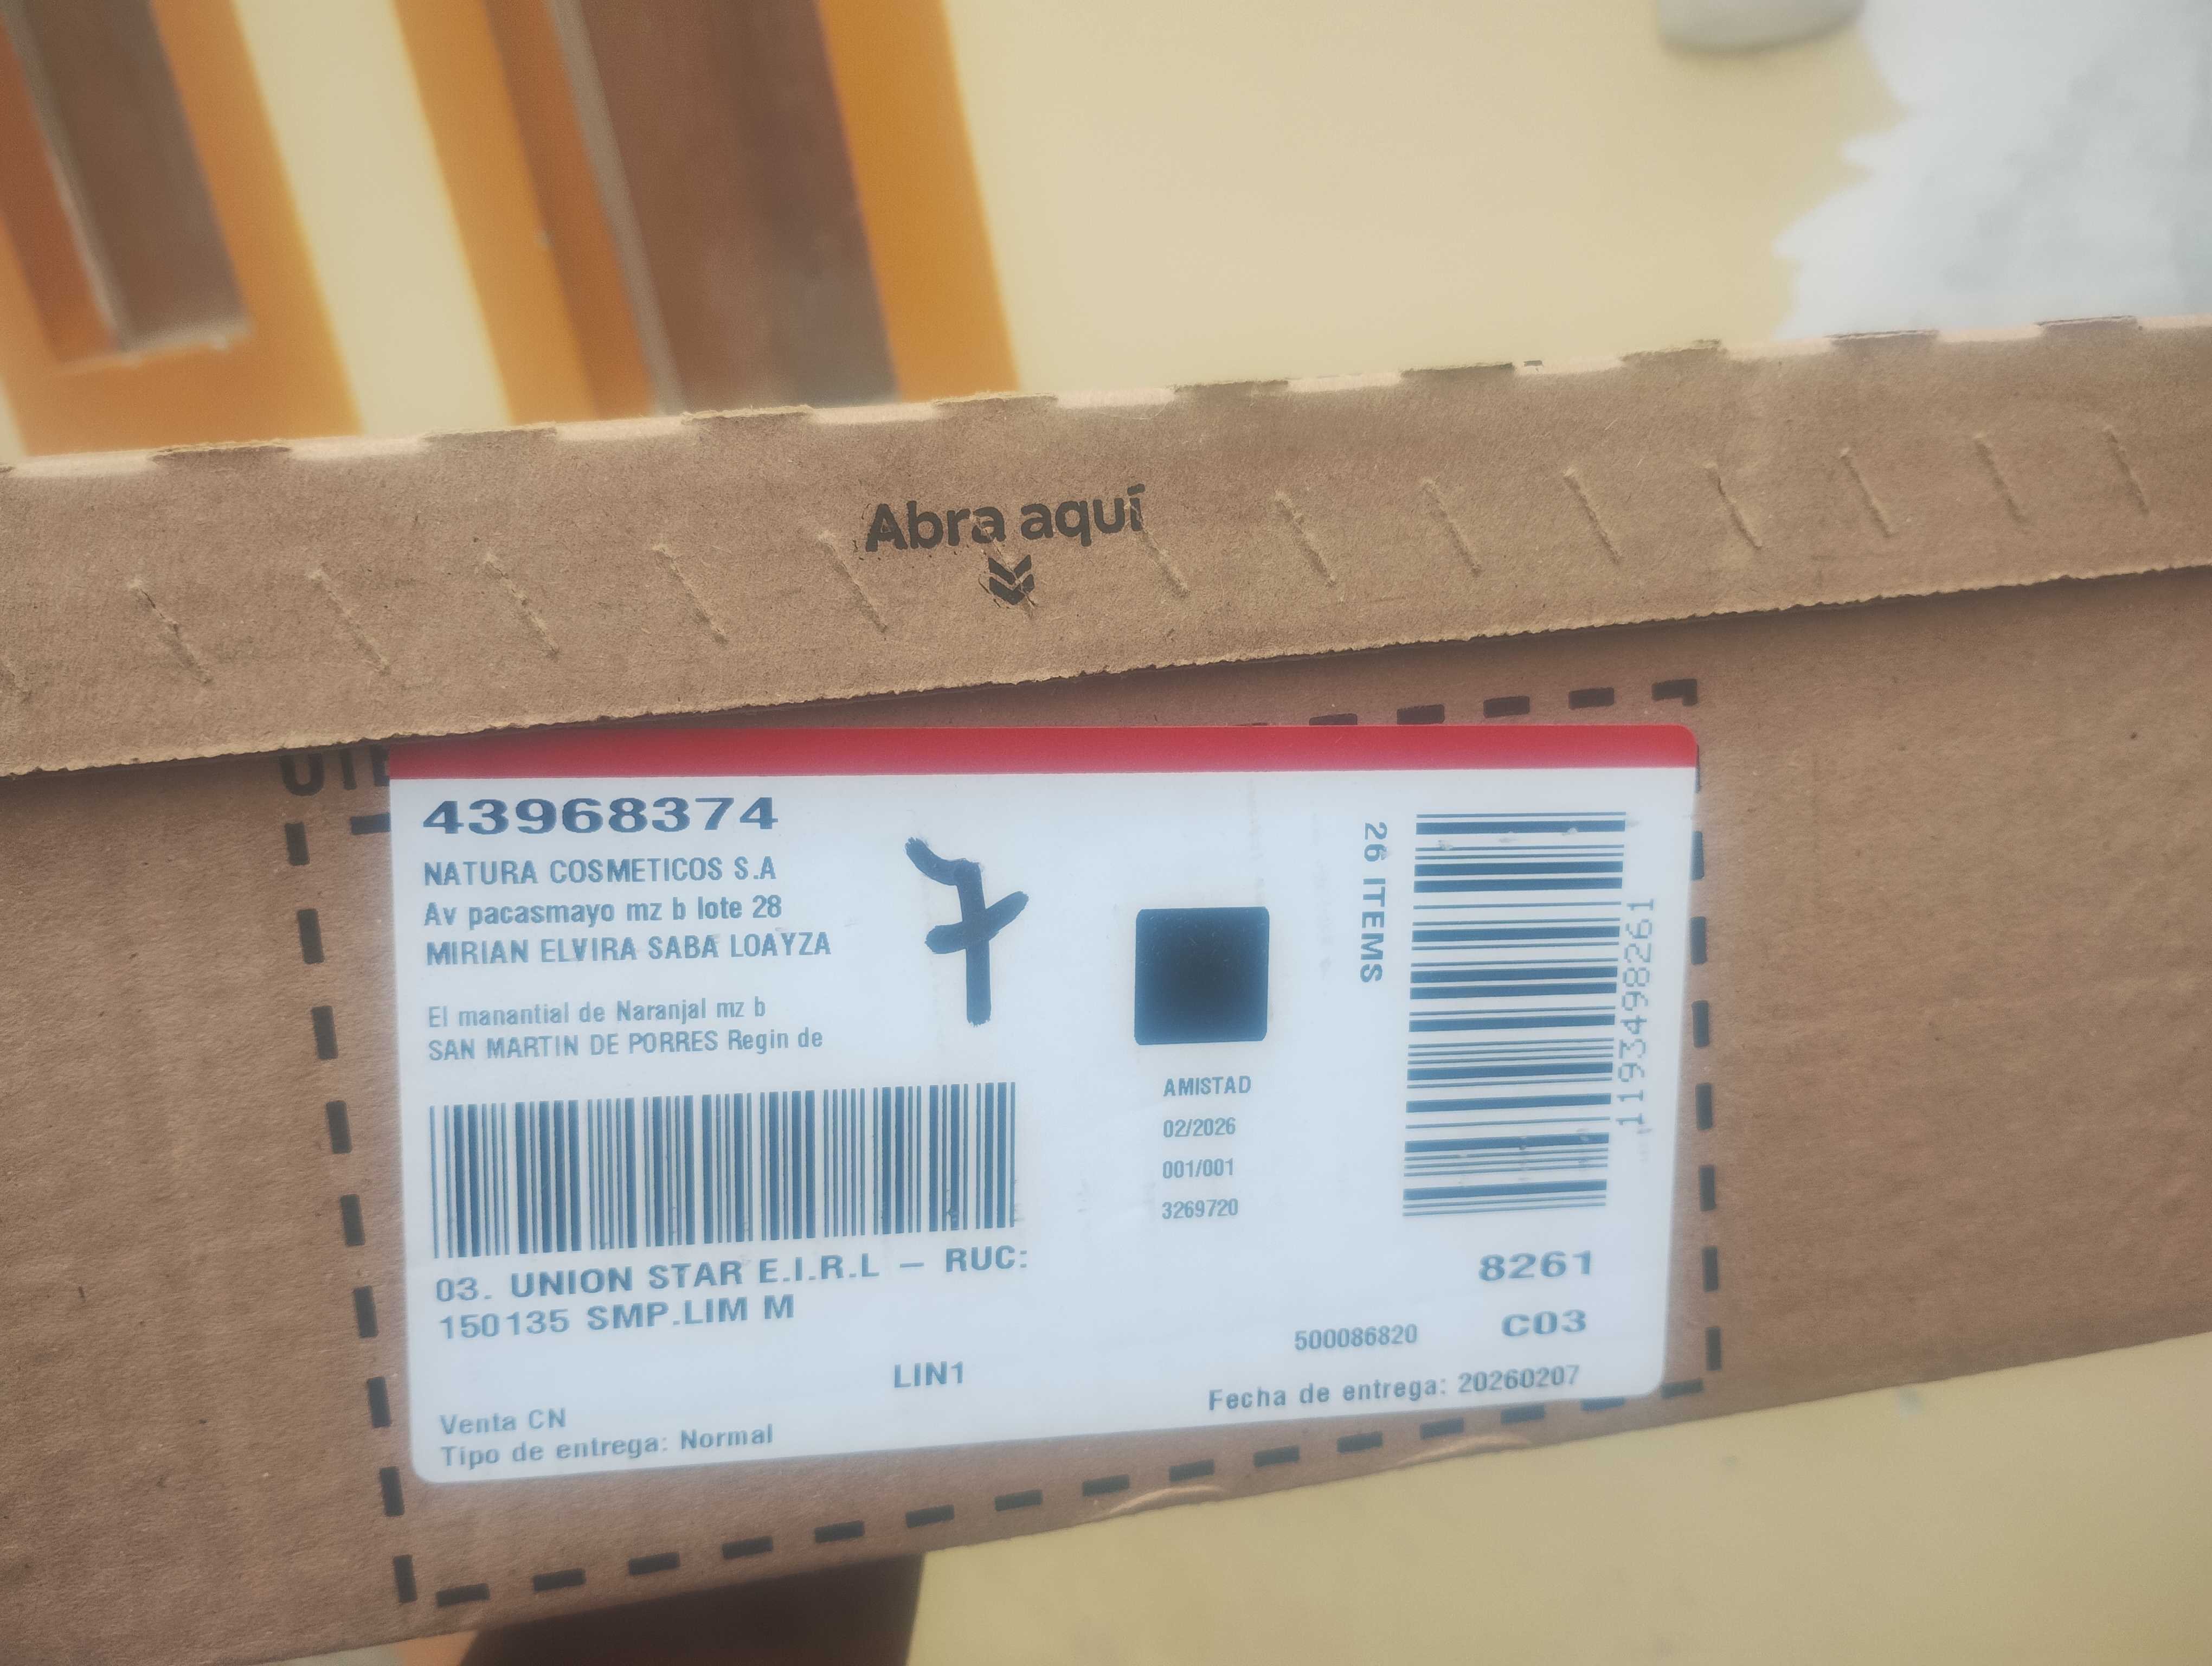 Abra aquí
43968374
NATURA COSMETICOS S.A
Av pacasmayo mz b lote 28
MIRIAN ELVIRA SABA LOAYZA
El manantial de Naranjal mz b
SAN MARTIN DE PORRES Regin de
7
03. UNION STAR E.I.R.L – RUC:
150135 SMP.LIM M
LIN1
Venta CN
Tipo de entrega: Normal
AMISTAD
02/2026
001/001
3269720
26 ITEMS
1193498261
8261
C03
500086820
Fecha de entrega: 20260207